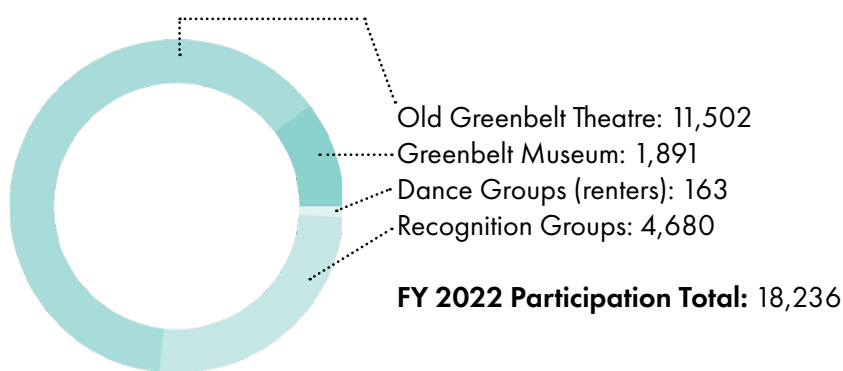 Old Greenbelt Theatre: 11,502
Greenbelt Museum: 1,891
Dance Groups (renters): 163
Recognition Groups: 4,680
FY 2022 Participation Total: 18,236